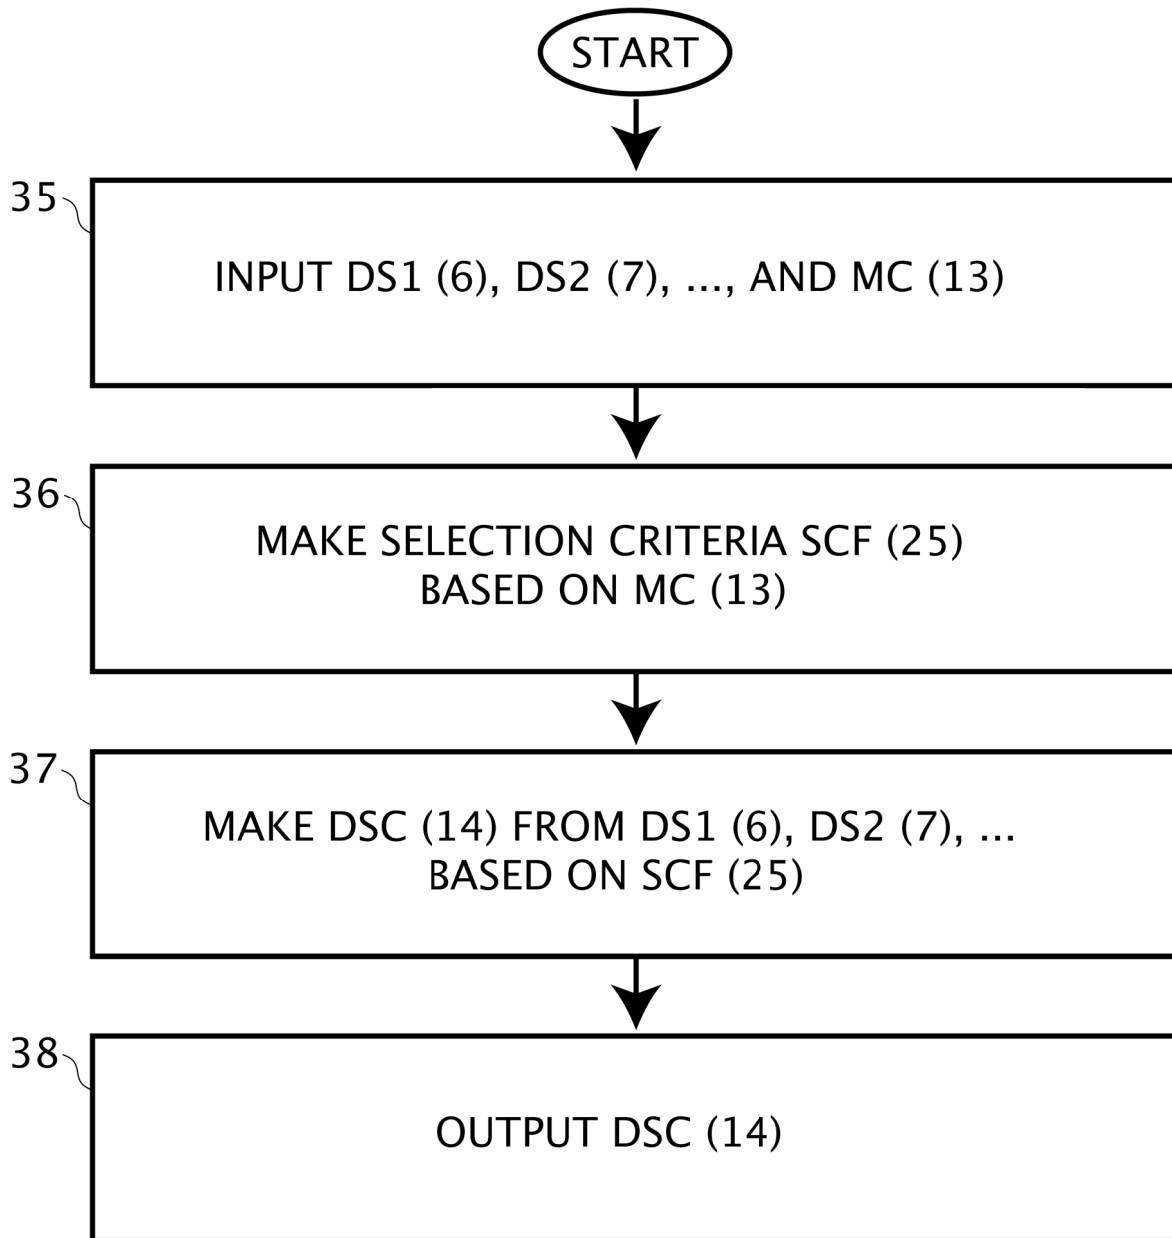 START
35
INPUT DS1 (6), DS2 (7), ..., AND MC (13)
36
MAKE SELECTION CRITERIA SCF (25)
BASED ON MC (13)
37
MAKE DSC (14) FROM DS1 (6), DS2 (7), ...
BASED ON SCF (25)
38
OUTPUT DSC (14)